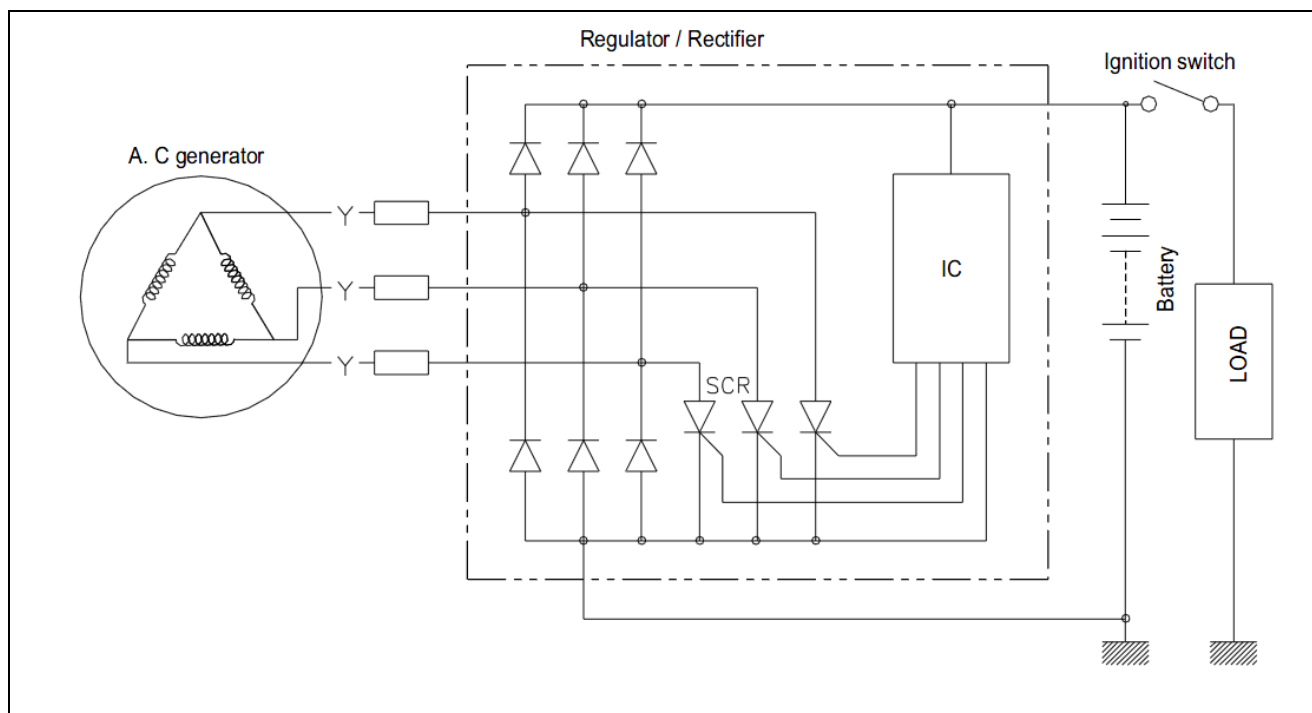 Regulator / Rectifier
Ignition switch
A. C generator
Y
Y
Y
IC
SCR
Battery
LOAD